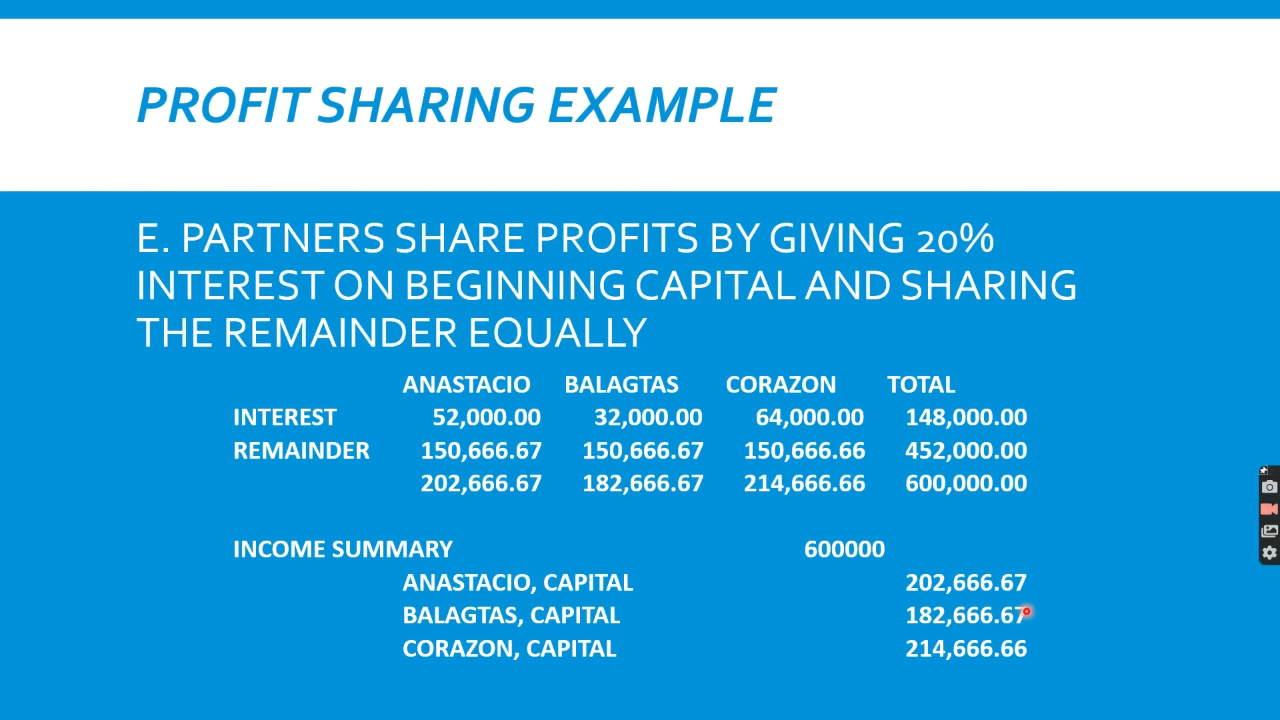 PROFIT SHARING EXAMPLE
E. PARTNERS SHARE PROFITS BY GIVING 20%
INTEREST ON BEGINNING CAPITAL AND SHARING
THE REMAINDER EQUALLY
ANASTACIO BALAGTAS CORAZON TOTAL
INTEREST 52,000.00 32,000.00 64,000.00 148,000.00
REMAINDER 150,666.67 150,666.67 150,666.66 452,000.00
202,666.67 182,666.67 214,666.66 600,000.00
INCOME SUMMARY 600000
ANASTACIO, CAPITAL 202,666.67
BALAGTAS, CAPITAL 182,666.67
CORAZON, CAPITAL 214,666.66